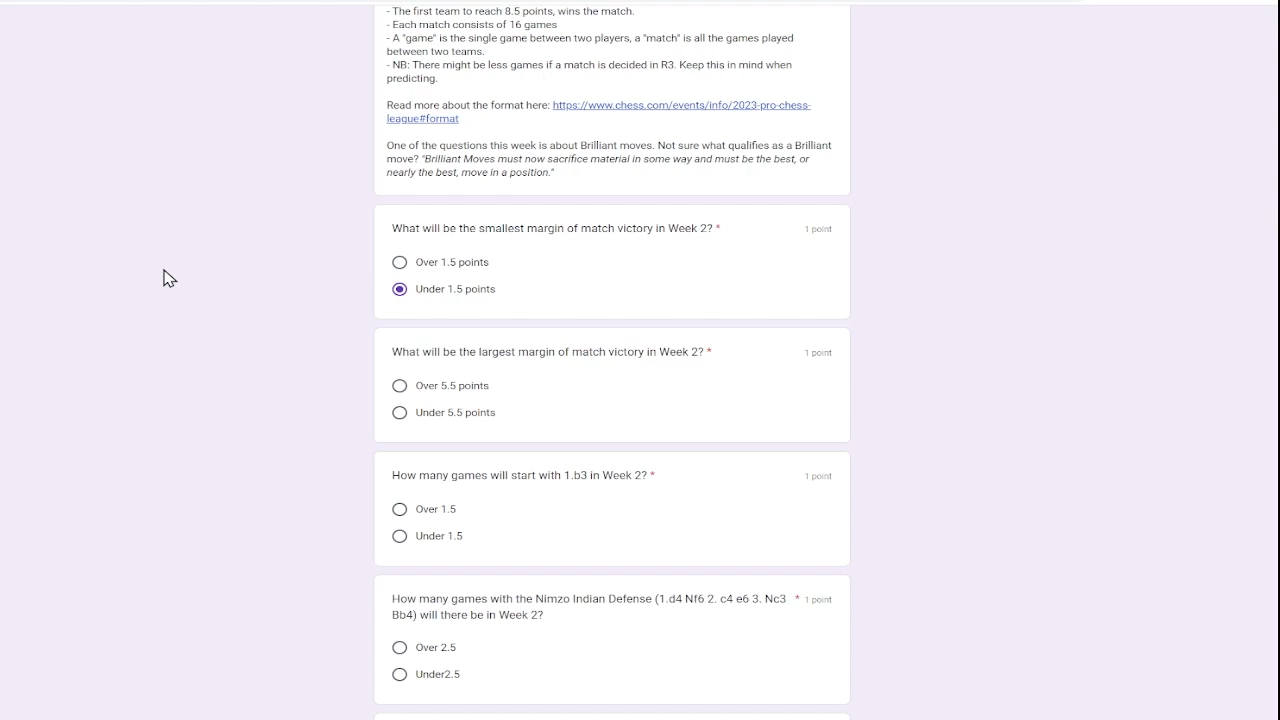 - The first team to reach 8.5 points, wins the match.
- Each match consists of 16 games
- A "game" is the single game between two players, a "match" is all the games played
between two teams.
- NB: There might be less games if a match is decided in R3. Keep this in mind when
predicting.
Read more about the format here: https://www.chess.com/events/info/2023-pro-chess-
league#format
One of the questions this week is about Brilliant moves. Not sure what qualifies as a Brilliant
move? "Brilliant Moves must now sacrifice material in some way and must be the best, or
nearly the best, move in a position."
What will be the smallest margin of match victory in Week 2? * 1 point
Over 1.5 points
Under 1.5 points
What will be the largest margin of match victory in Week 2? * 1 point
Over 5.5 points
Under 5.5 points
How many games will start with 1.b3 in Week 2? * 1 point
Over 1.5
Under 1.5
How many games with the Nimzo Indian Defense (1.d4 Nf6 2. c4 e6 3. Nc3 * 1 point
Bb4) will there be in Week 2?
Over 2.5
Under2.5